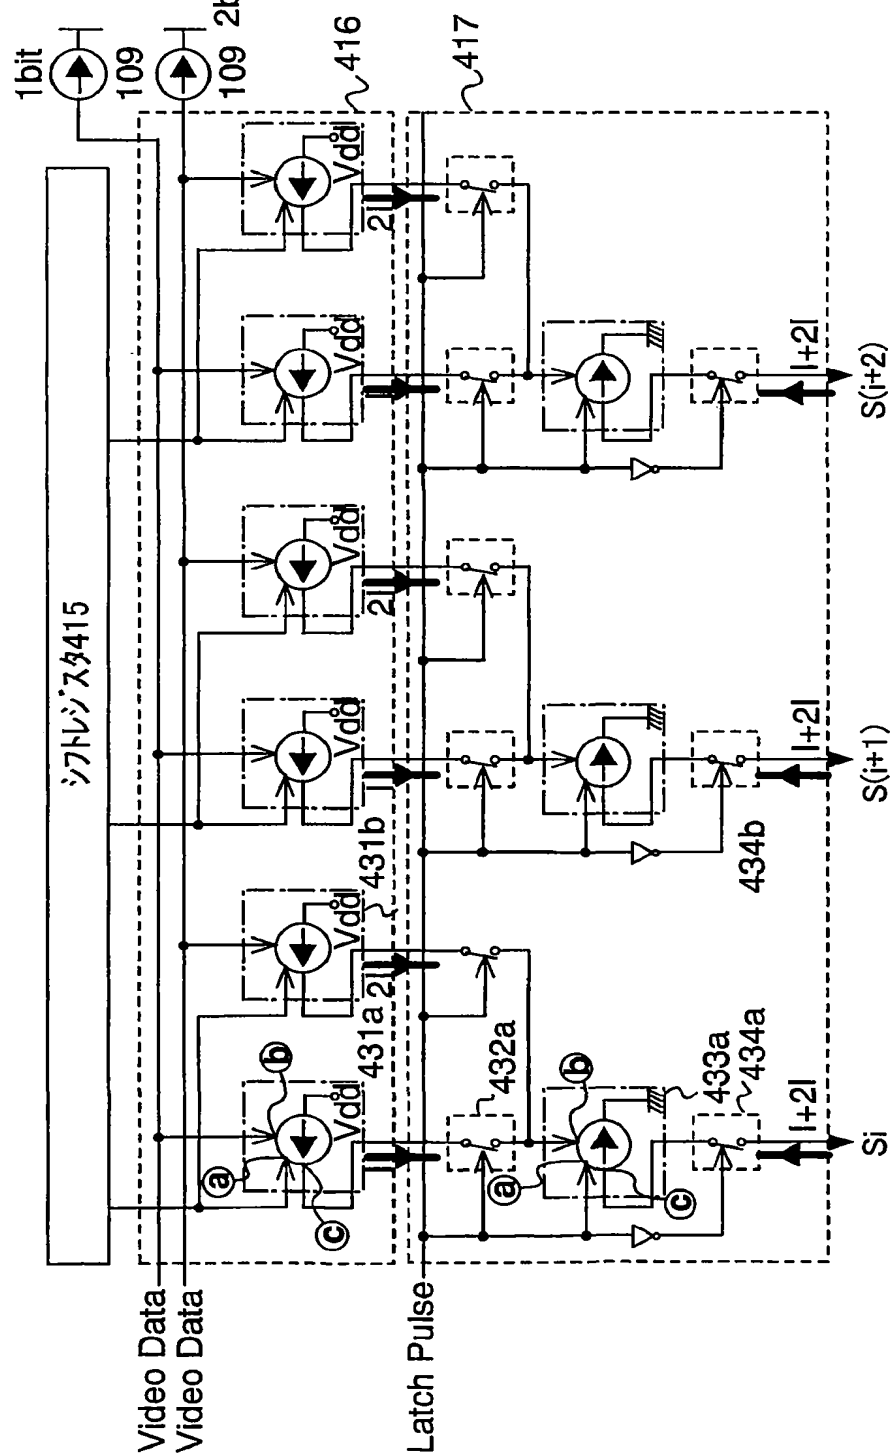 1bit
109
2b
109
シフトレジスタ415
416
417
Video Data
Video Data
Vdd
Vdd
Vdd
Vdd
Vdd
Vdd
ⓐ
ⓑ
ⓒ
431a
431b
I
2I
I
2I
I
2I
Latch Pulse
432a
ⓐ
ⓑ
ⓒ
433a
434a
434b
I+2I
I+2I
I+2I
Si
S(i+1)
S(i+2)